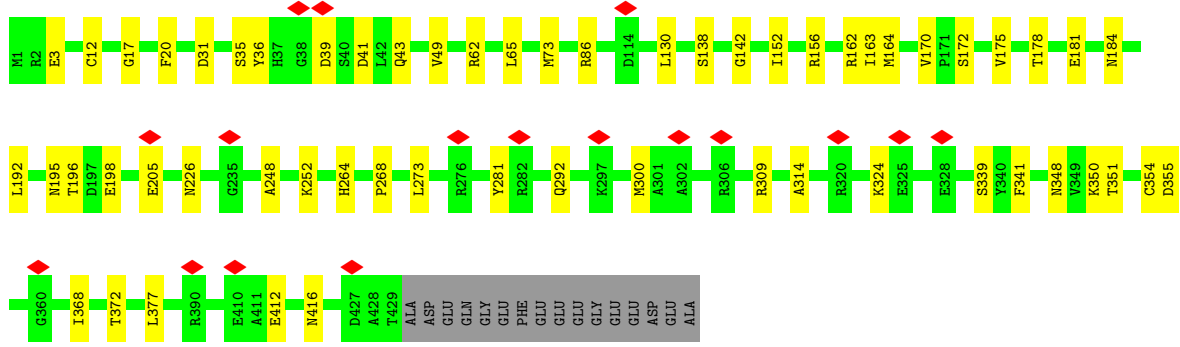 M1 R2 E3 C12 G17 F20 D31 S35 Y36 H37 G38 D39 S40 D41 L42 Q43 V49 R62 L65 M73 R86 D114 L130 S138 G142 I152 R156 R162 I163 M164 V170 P171 S172 V175 T178 E181 N184
L192 N195 T196 D197 E198 E205 N226 G235 A248 K252 H264 P268 L273 R276 Y281 R282 Q292 K297 M300 A301 A302 R306 R309 A314 R320 K324 E325 E328 S339 Y340 F341 N348 V349 K350 T351 C354 D355
G360 I368 T372 L377 R390 E410 A411 E412 N416 D427 A428 T429 ALA ASP GLU GLN GLY GLU PHE GLU GLU GLU GLY GLU GLU ASP GLU ALA